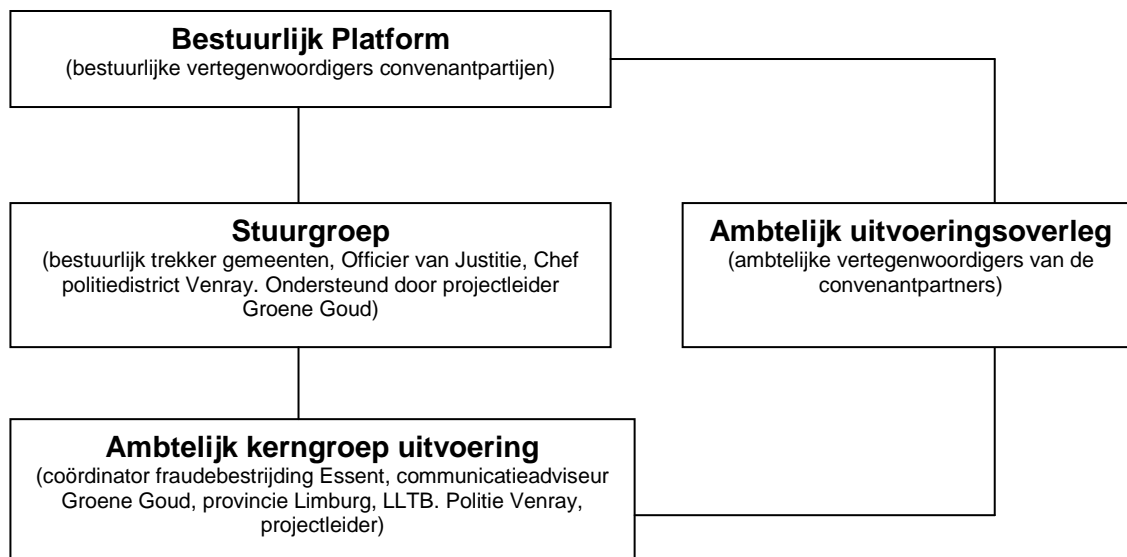 Bestuurlijk Platform
(bestuurlijke vertegenwoordigers convenantpartijen)
Stuurgroep
(bestuurlijk trekker gemeenten, Officier van Justitie, Chef
politiedistrict Venray. Ondersteund door projectleider
Groene Goud)
Ambtelijk uitvoeringsoverleg
(ambtelijke vertegenwoordigers van de
convenantpartners)
Ambtelijk kerngroep uitvoering
(coördinator fraudebestrijding Essent, communicatieadviseur
Groene Goud, provincie Limburg, LLTB. Politie Venray,
projectleider)